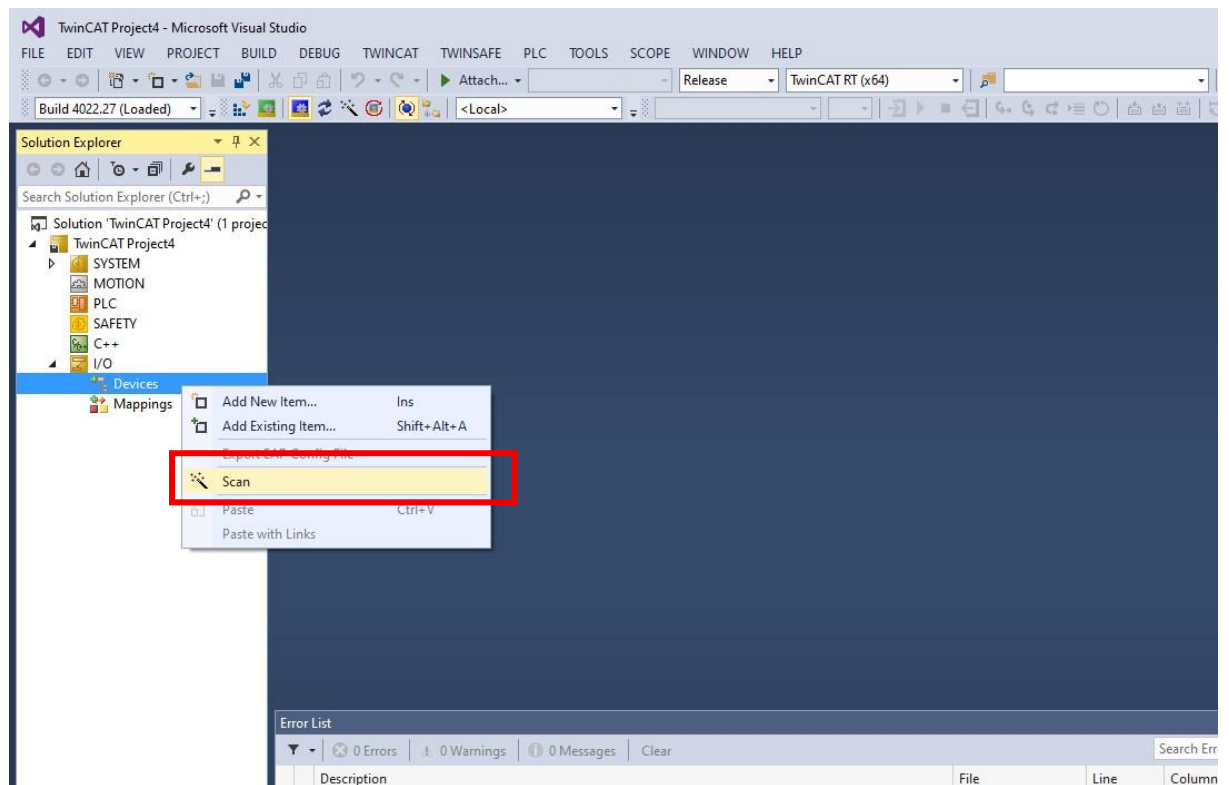 TwinCAT Project4 - Microsoft Visual Studio
FILE EDIT VIEW PROJECT BUILD DEBUG TWINCAT TWINSAFE PLC TOOLS SCOPE WINDOW HELP
Attach... Release TwinCAT RT (x64)
Build 4022.27 (Loaded) <Local>
Solution Explorer
Search Solution Explorer (Ctrl+;)
Solution 'TwinCAT Project4' (1 projec
TwinCAT Project4
SYSTEM
MOTION
PLC
SAFETY
C++
I/O
Devices
Mappings
Add New Item... Ins
Add Existing Item... Shift+Alt+A
Export EAP Config File
Scan
Paste Ctrl+V
Paste with Links
Error List
0 Errors 0 Warnings 0 Messages Clear Search Err
Description File Line Column